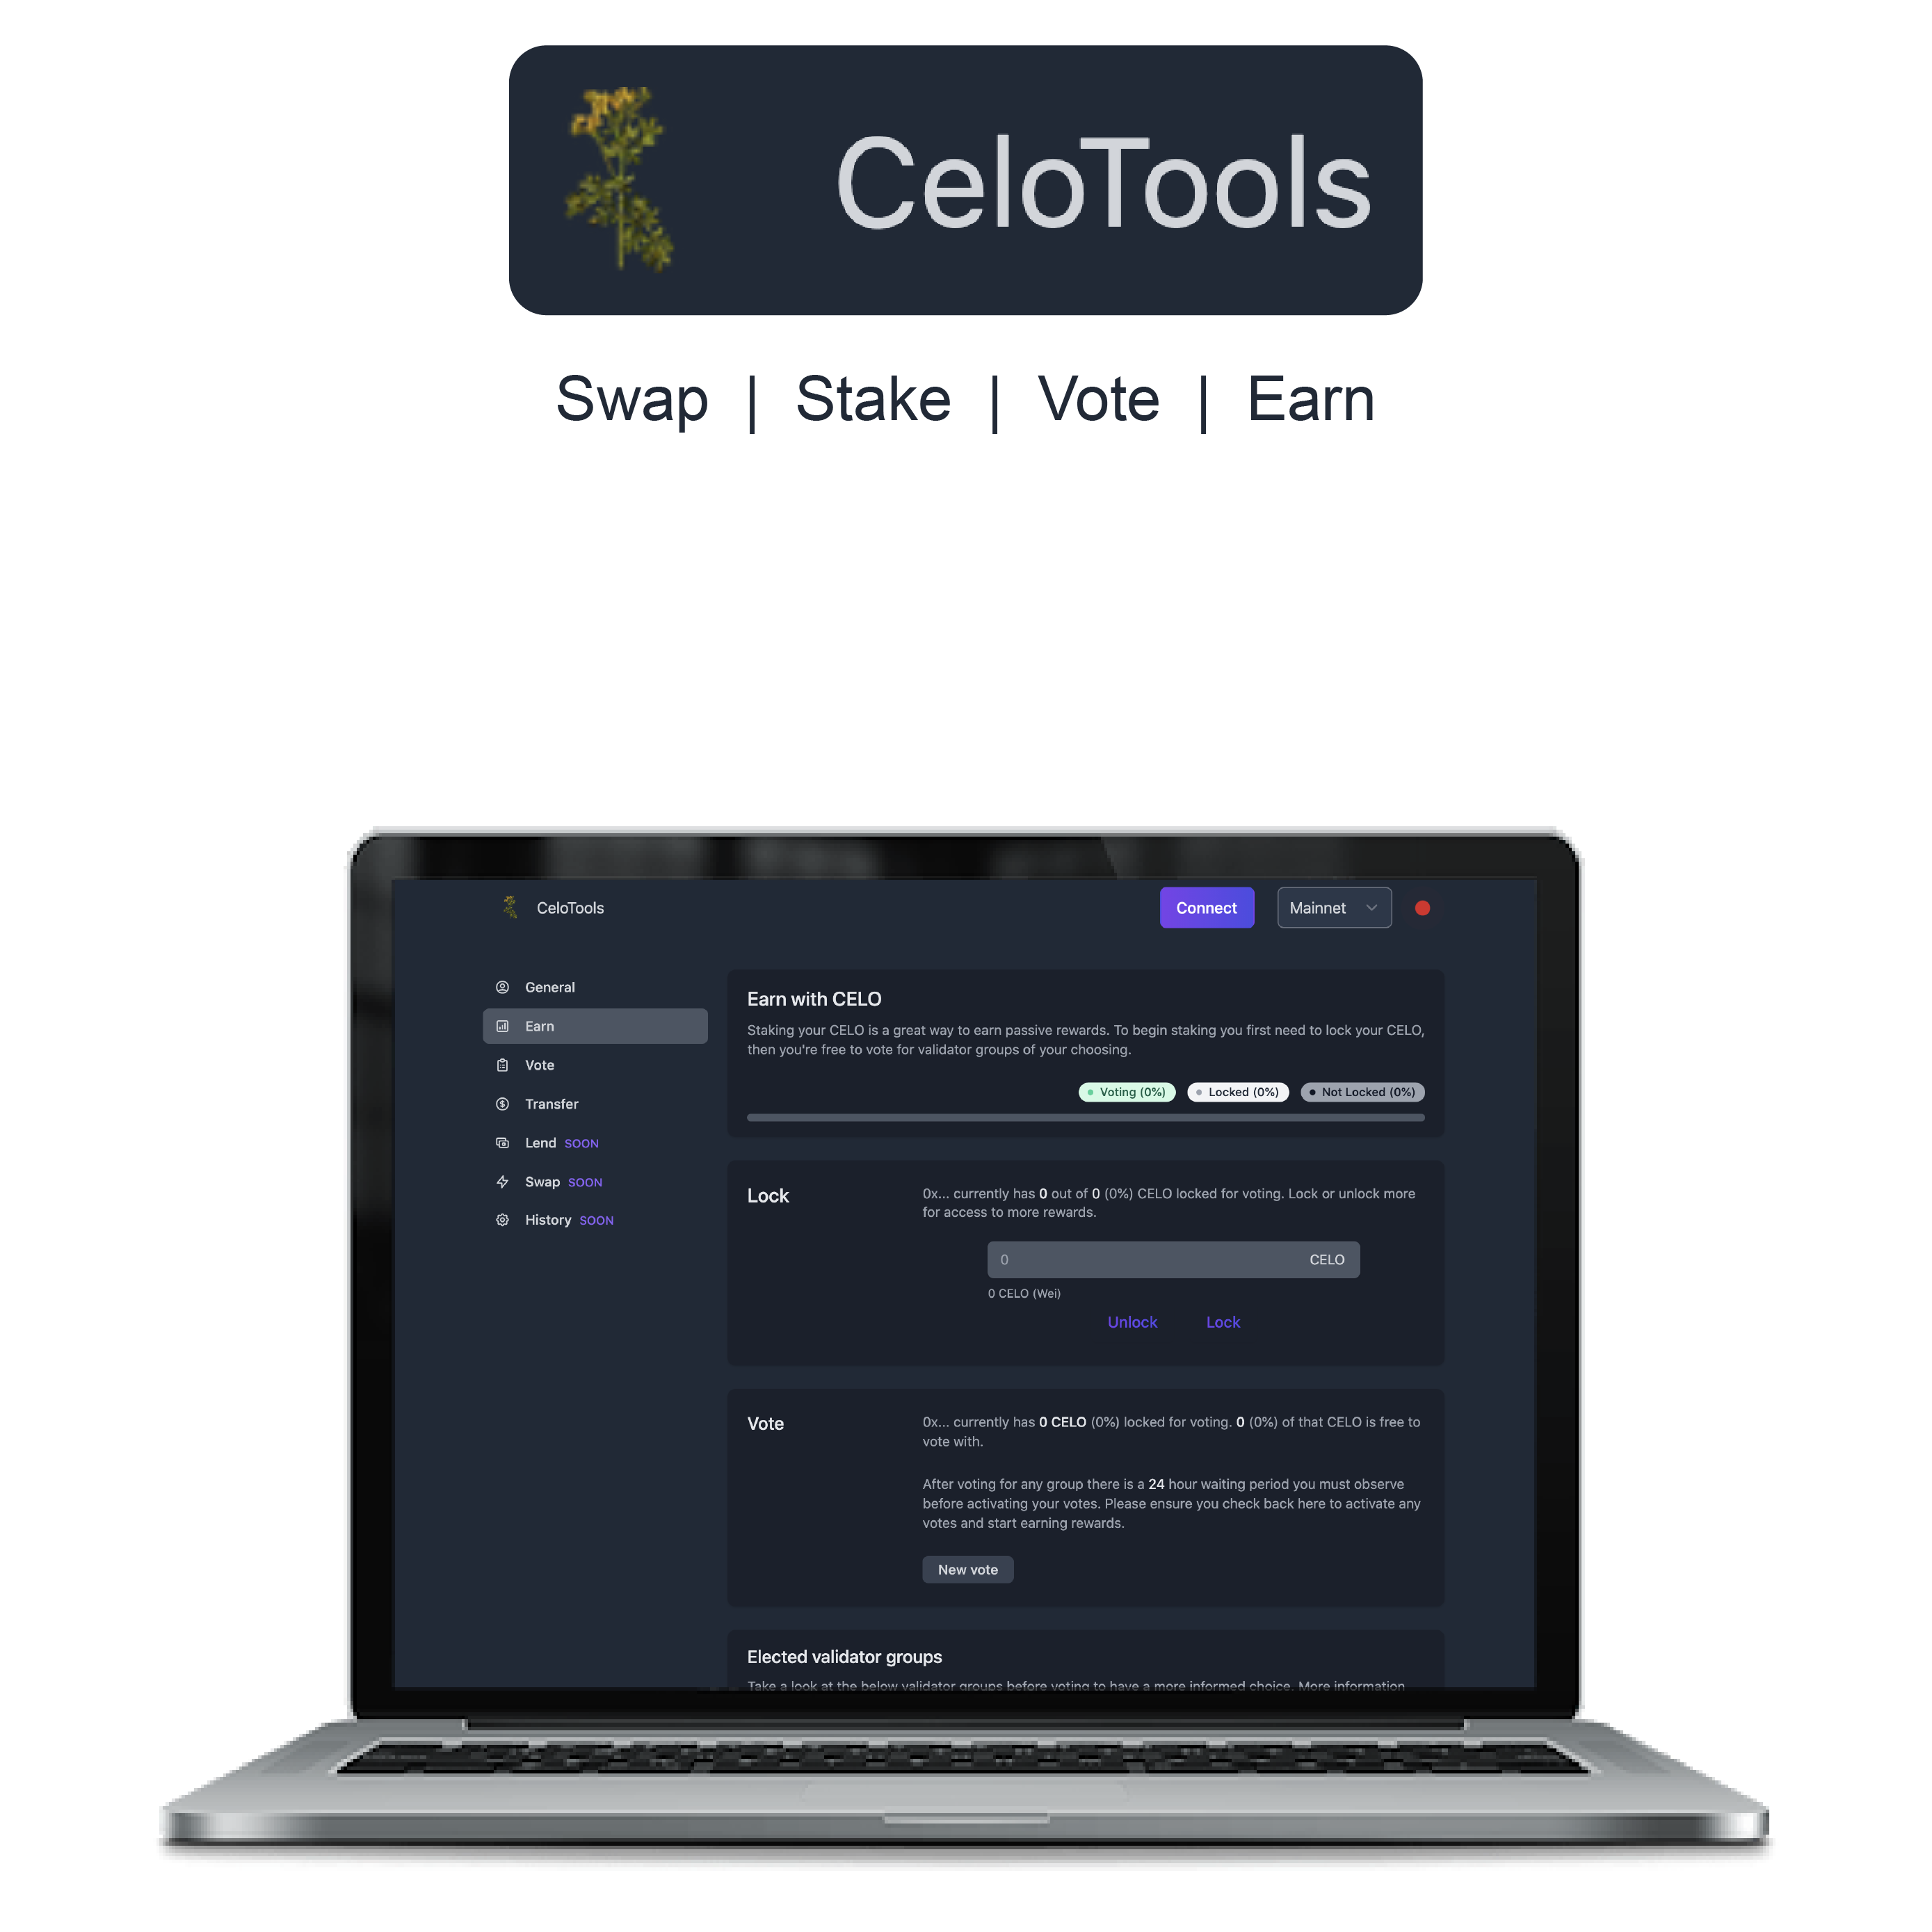 CeloTools
Swap | Stake | Vote | Earn
CeloTools
Connect
Mainnet
General
Earn
Vote
Transfer
Lend SOON
Swap SOON
History SOON
Earn with CELO
Staking your CELO is a great way to earn passive rewards. To begin staking you first need to lock your CELO,
then you're free to vote for validator groups of your choosing.
Voting (0%)
Locked (0%)
Not Locked (0%)
Lock
0x... currently has 0 out of 0 (0%) CELO locked for voting. Lock or unlock more
for access to more rewards.
0 CELO
0 CELO (Wei)
Unlock
Lock
Vote
0x... currently has 0 CELO (0%) locked for voting. 0 (0%) of that CELO is free to
vote with.
After voting for any group there is a 24 hour waiting period you must observe
before activating your votes. Please ensure you check back here to activate any
votes and start earning rewards.
New vote
Elected validator groups
Take a look at the below validator groups before voting to have a more informed choice. More information